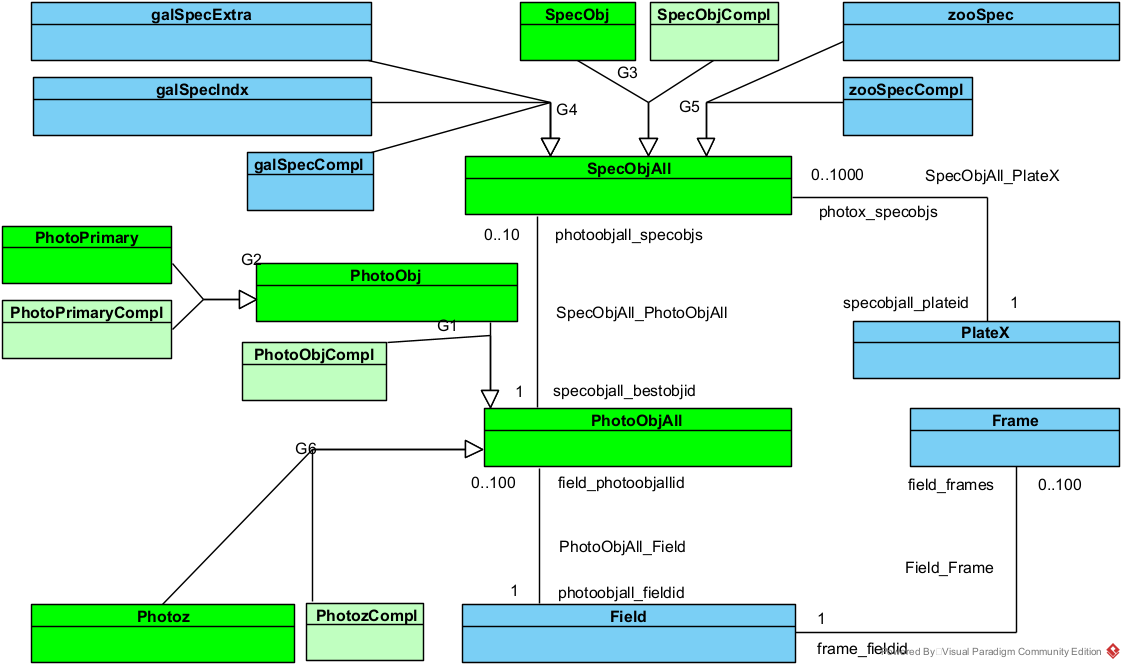 galSpecExtra
SpecObj
SpecObjCompl
zooSpec
G3
galSpecIndx
zooSpecCompl
G4
G5
galSpecCompl
SpecObjAll
0..1000
SpecObjAll_PlateX
photox_specobjs
PhotoPrimary
0..10
photoobjall_specobjs
G2
PhotoObj
PhotoPrimaryCompl
SpecObjAll_PhotoObjAll
specobjall_plateid
1
G1
PlateX
PhotoObjCompl
1
specobjall_bestobjid
PhotoObjAll
Frame
G6
0..100
field_photoobjallid
field_frames
0..100
PhotoObjAll_Field
Field_Frame
1
photoobjall_fieldid
Photoz
PhotozCompl
Field
1
frame_fieldid
Powered By Visual Paradigm Community Edition